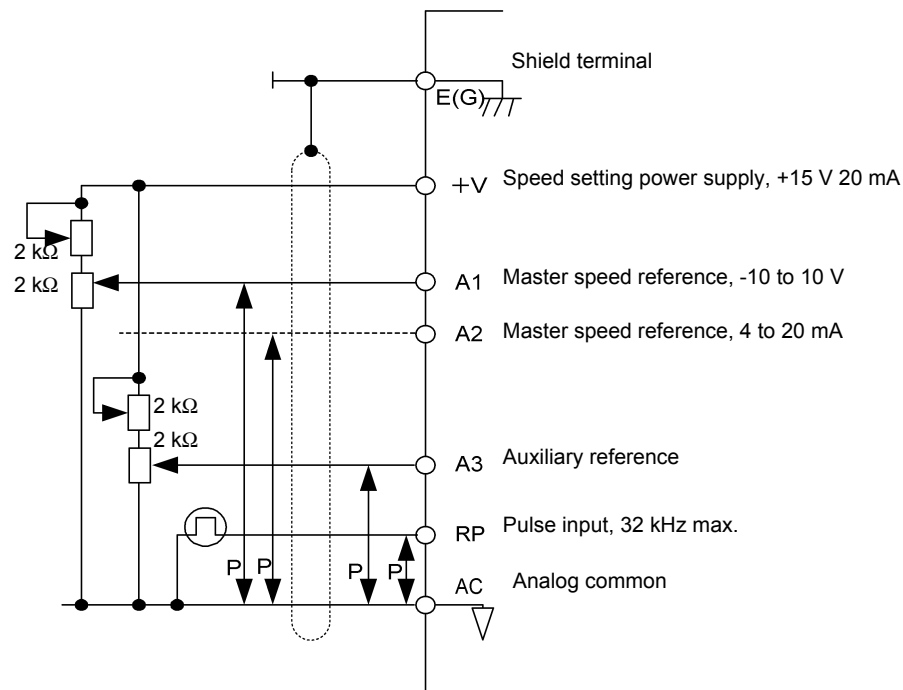 Shield terminal
E(G)
+V Speed setting power supply, +15 V 20 mA
2 kΩ
2 kΩ
A1 Master speed reference, -10 to 10 V
A2 Master speed reference, 4 to 20 mA
2 kΩ
2 kΩ
A3 Auxiliary reference
RP Pulse input, 32 kHz max.
P P P P
AC Analog common